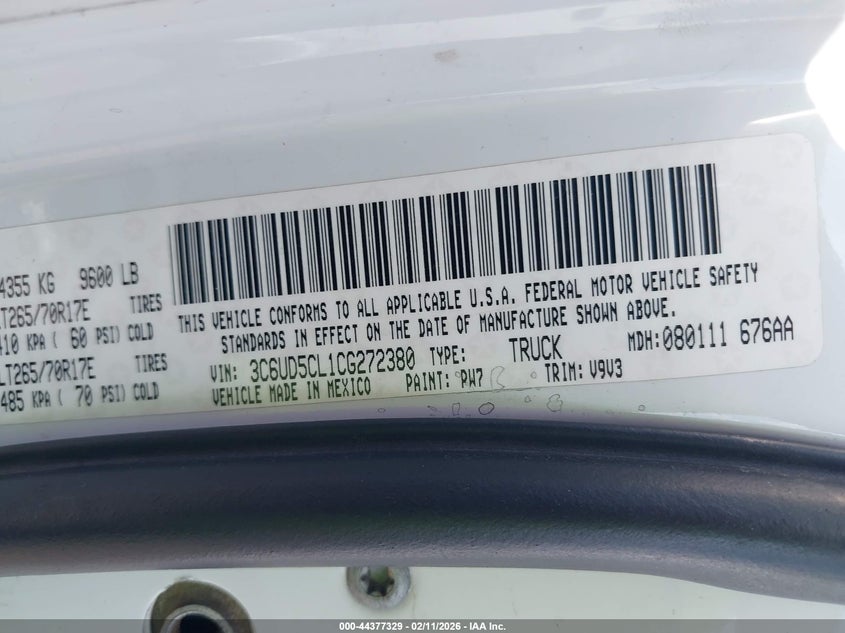 4355 KG 9600 LB
LT265/70R17E TIRES
410 KPA ( 60 PSI) COLD
LT265/70R17E TIRES
485 KPA ( 70 PSI) COLD
THIS VEHICLE CONFORMS TO ALL APPLICABLE U.S.A. FEDERAL MOTOR VEHICLE SAFETY
STANDARDS IN EFFECT ON THE DATE OF MANUFACTURE SHOWN ABOVE.
VIN: 3C6UD5CL1CG272380 TYPE: TRUCK MDH:080111 676AA
VEHICLE MADE IN MEXICO PAINT: PW7 TRIM: V9V3
000-44377329 - 02/11/2026 - IAA Inc.